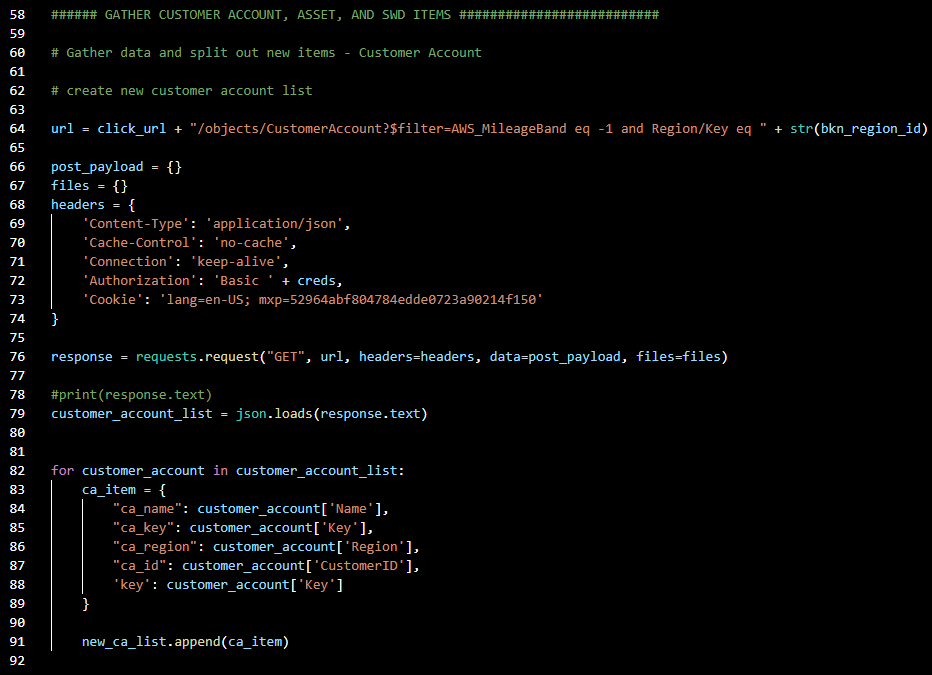 58 ###### GATHER CUSTOMER ACCOUNT, ASSET, AND SWD ITEMS ##########################
59
60 # Gather data and split out new items - Customer Account
61
62 # create new customer account list
63
64 url = click_url + "/objects/CustomerAccount?$filter=AWS_MileageBand eq -1 and Region/Key eq " + str(bkn_region_id)
65
66 post_payload = {}
67 files = {}
68 headers = {
69     'Content-Type': 'application/json',
70     'Cache-Control': 'no-cache',
71     'Connection': 'keep-alive',
72     'Authorization': 'Basic ' + creds,
73     'Cookie': 'lang=en-US; mxp=52964abf804784edde0723a90214f150'
74 }
75
76 response = requests.request("GET", url, headers=headers, data=post_payload, files=files)
77
78 #print(response.text)
79 customer_account_list = json.loads(response.text)
80
81
82 for customer_account in customer_account_list:
83     ca_item = {
84         "ca_name": customer_account['Name'],
85         "ca_key": customer_account['Key'],
86         "ca_region": customer_account['Region'],
87         "ca_id": customer_account['CustomerID'],
88         'key': customer_account['Key']
89     }
90
91     new_ca_list.append(ca_item)
92